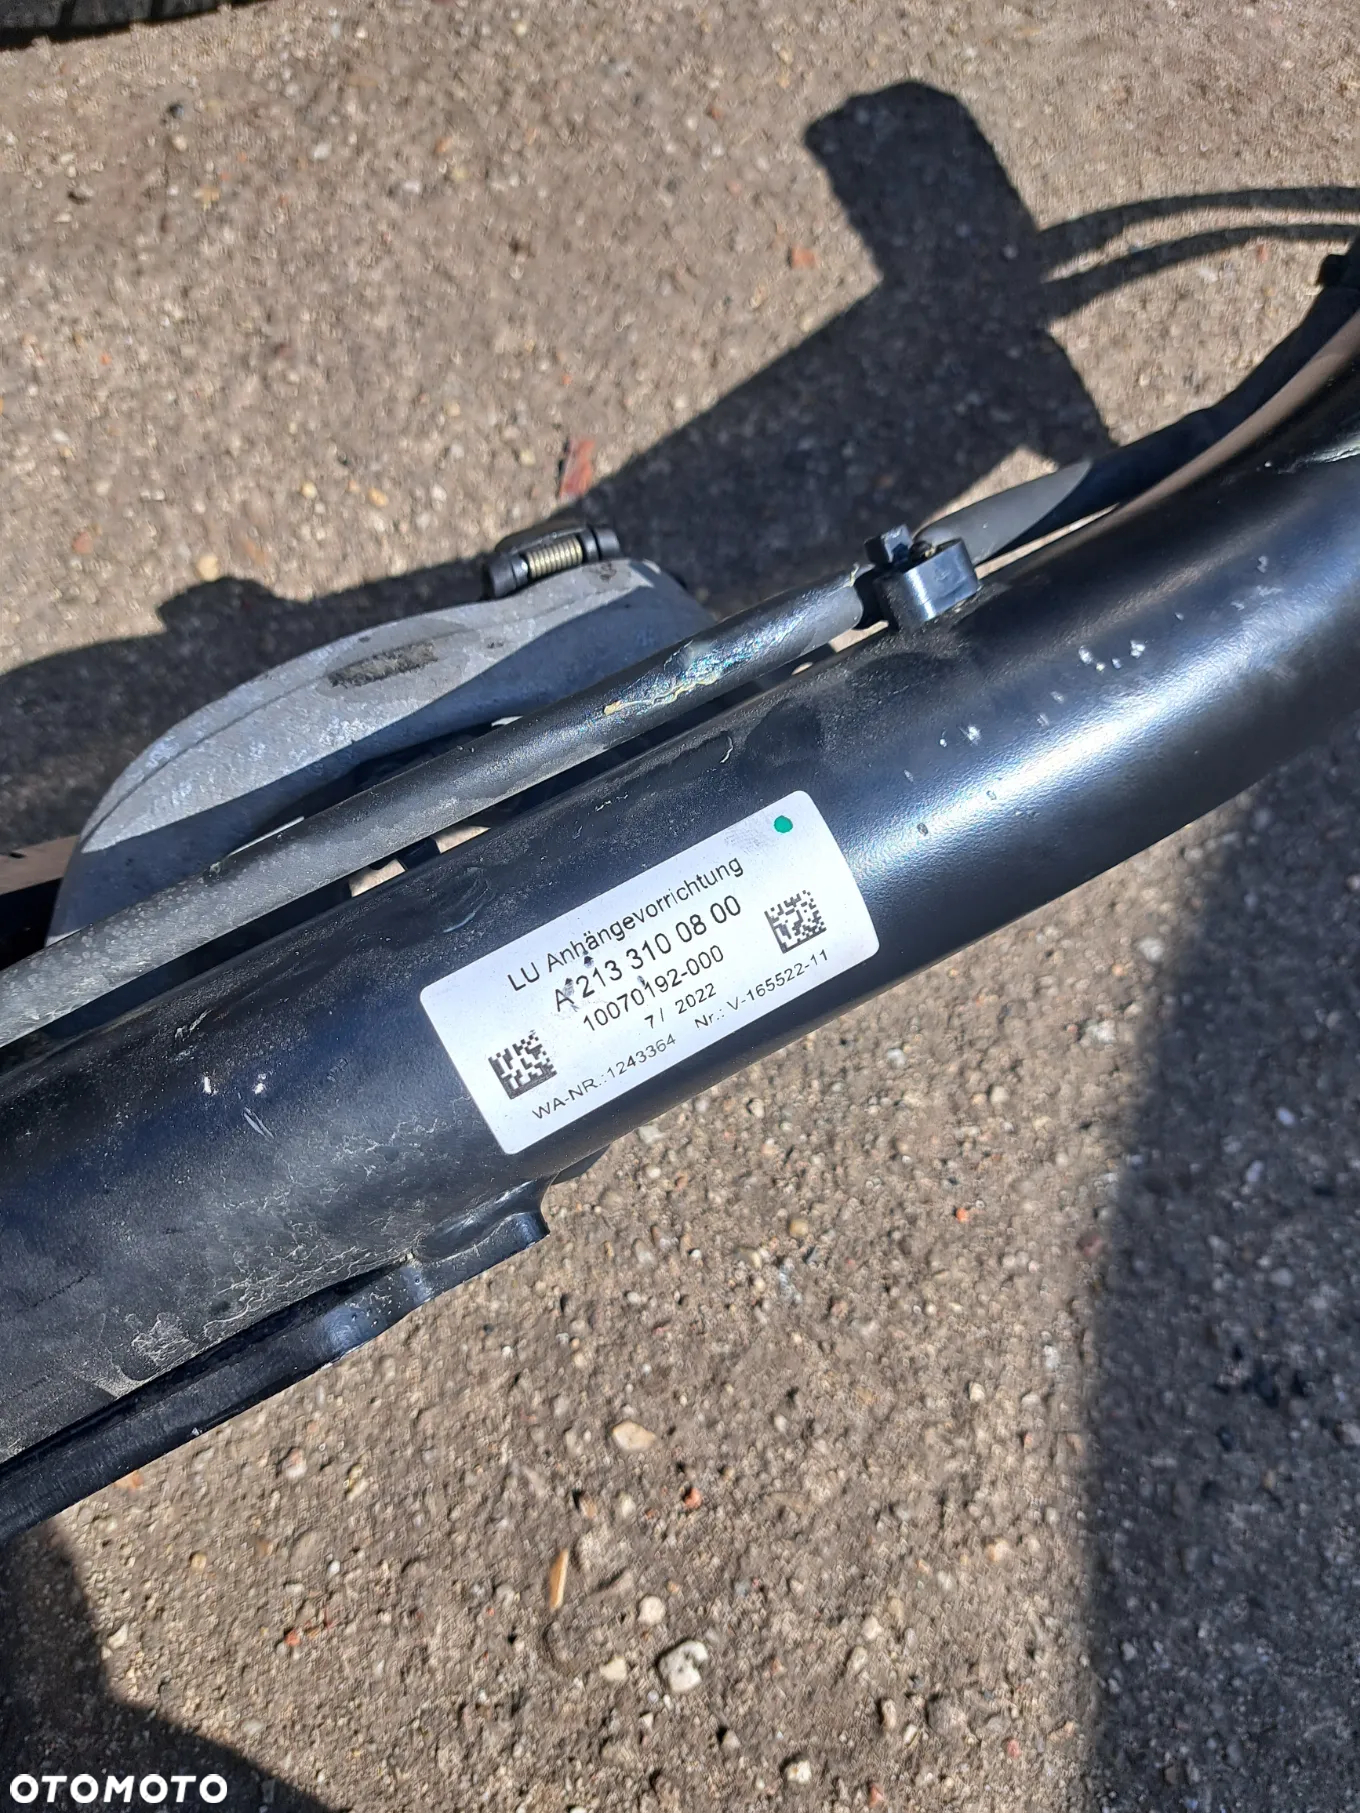 LU Anhängevorrichtung
A 213 310 08 00
10070192-000
7/ 2022
WA-NR.:1243364 Nr.: V-165522-11
OTOMOTO